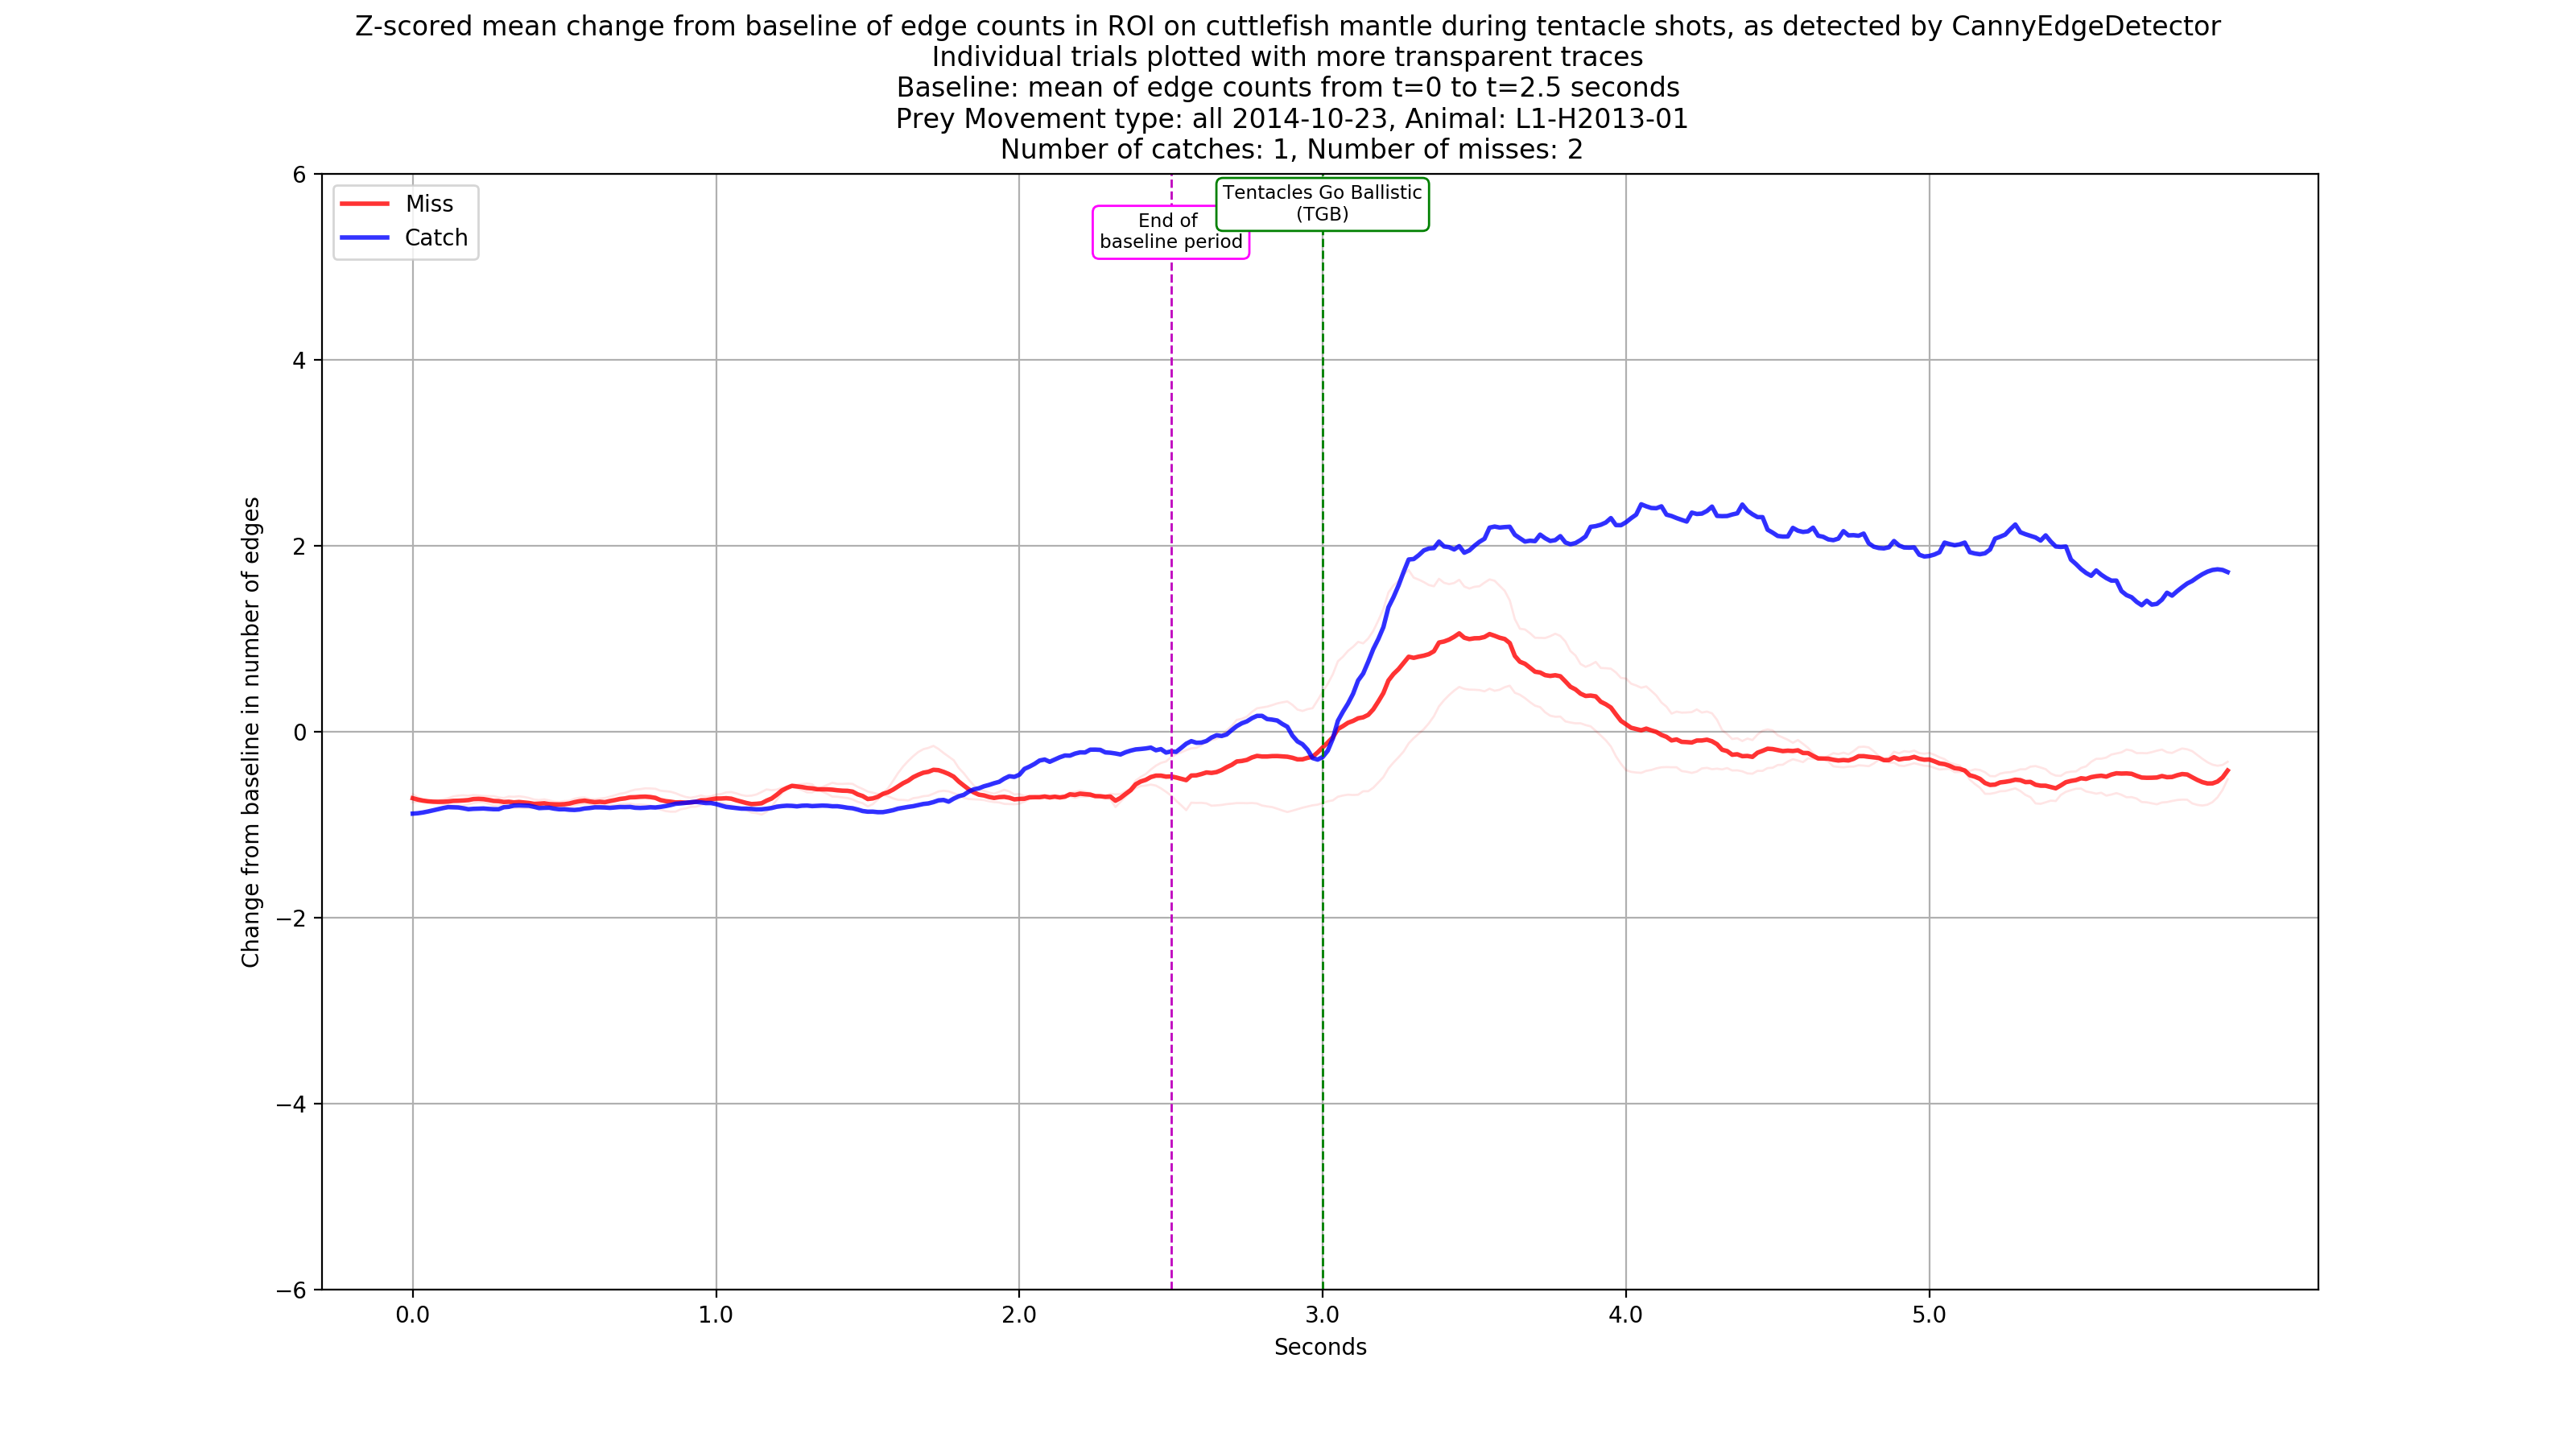 Z-scored mean change from baseline of edge counts in ROI on cuttlefish mantle during tentacle shots, as detected by CannyEdgeDetector
Individual trials plotted with more transparent traces
Baseline: mean of edge counts from t=0 to t=2.5 seconds
Prey Movement type: all 2014-10-23, Animal: L1-H2013-01
Number of catches: 1, Number of misses: 2
Miss
Catch
End of
baseline period
Tentacles Go Ballistic
(TGB)
Change from baseline in number of edges
6
4
2
0
−2
−4
−6
0.0 1.0 2.0 3.0 4.0 5.0
Seconds